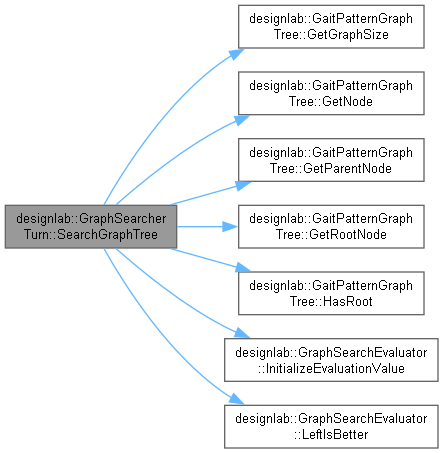 designlab::GaitPatternGraph
Tree::GetGraphSize
designlab::GaitPatternGraph
Tree::GetNode
designlab::GaitPatternGraph
Tree::GetParentNode
designlab::GraphSearcher
Turn::SearchGraphTree
designlab::GaitPatternGraph
Tree::GetRootNode
designlab::GaitPatternGraph
Tree::HasRoot
designlab::GraphSearchEvaluator
::InitializeEvaluationValue
designlab::GraphSearchEvaluator
::LeftIsBetter